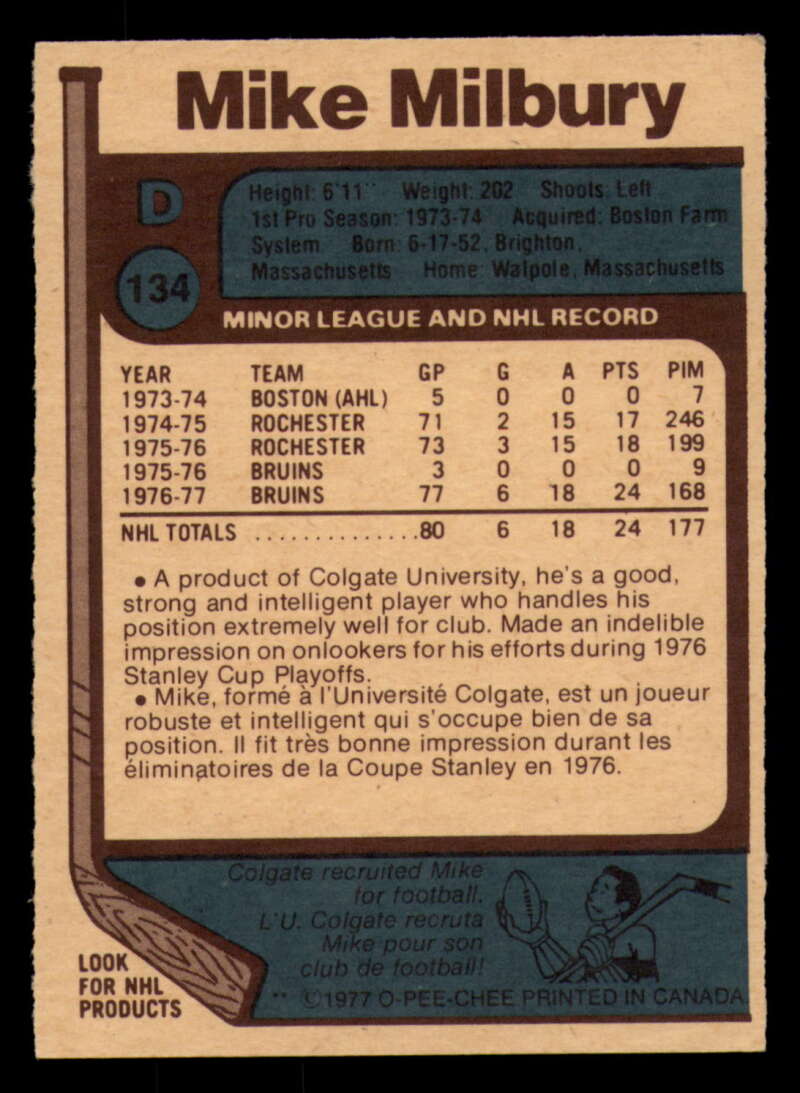 Mike Milbury
D
134
Height: 6'11" Weight: 202 Shoots: Left
1st Pro Season: 1973-74 Acquired: Boston Farm
System Born: 6-17-52, Brighton,
Massachusetts Home: Walpole, Massachusetts
MINOR LEAGUE AND NHL RECORD
YEAR TEAM GP G A PTS PIM
1973-74 BOSTON (AHL) 5 0 0 0 7
1974-75 ROCHESTER 71 2 15 17 246
1975-76 ROCHESTER 73 3 15 18 199
1975-76 BRUINS 3 0 0 0 9
1976-77 BRUINS 77 6 18 24 168
NHL TOTALS ...............80 6 18 24 177
• A product of Colgate University, he's a good,
strong and intelligent player who handles his
position extremely well for club. Made an indelible
impression on onlookers for his efforts during 1976
Stanley Cup Playoffs.
• Mike, formé à l'Université Colgate, est un joueur
robuste et intelligent qui s'occupe bien de sa
position. Il fit très bonne impression durant les
éliminatoires de la Coupe Stanley en 1976.
Colgate recruited Mike
for football.
L'U. Colgate recruta
Mike pour son
club de football!
LOOK
FOR NHL
PRODUCTS
** ©1977 O-PEE-CHEE PRINTED IN CANADA